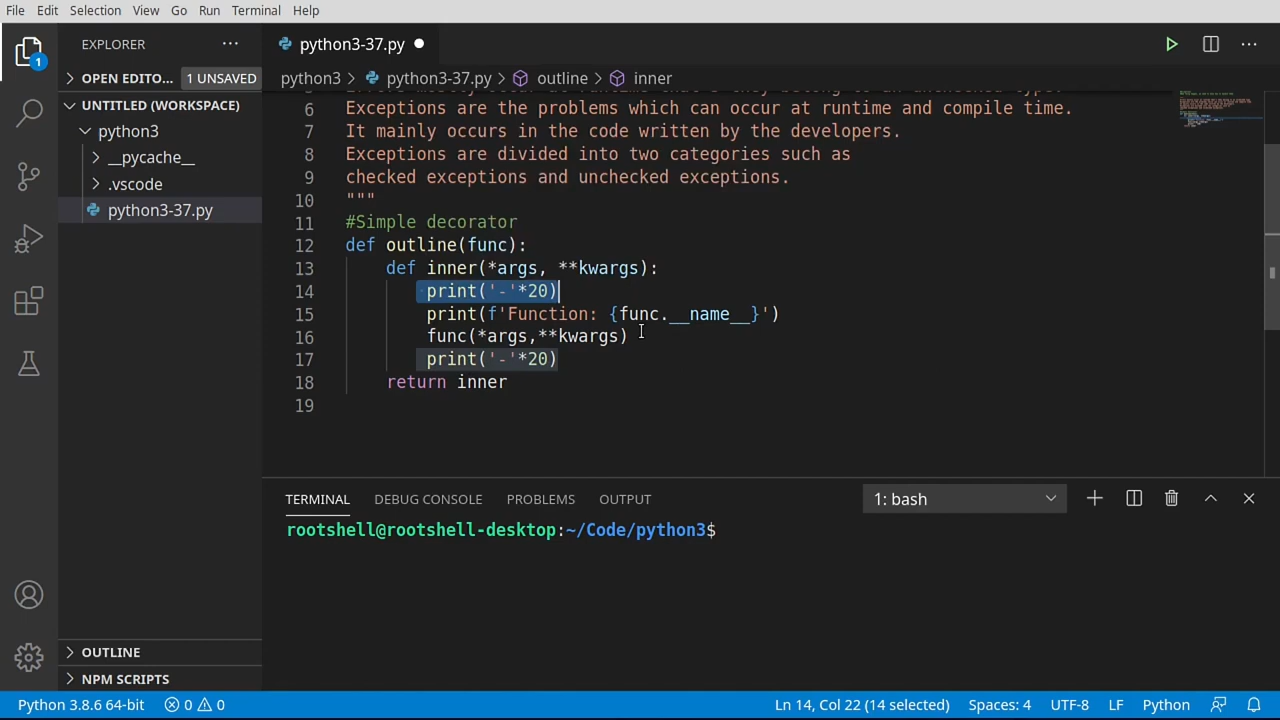 File Edit Selection View Go Run Terminal Help
EXPLORER ...
python3-37.py
OPEN EDITO... 1 UNSAVED
python3 > python3-37.py > outline > inner
UNTITLED (WORKSPACE)
python3
__pycache__
.vscode
python3-37.py
6 Exceptions are the problems which can occur at runtime and compile time.
7 It mainly occurs in the code written by the developers.
8 Exceptions are divided into two categories such as
9 checked exceptions and unchecked exceptions.
10 """
11 #Simple decorator
12 def outline(func):
13 def inner(*args, **kwargs):
14 print('-'*20)
15 print(f'Function: {func.__name__}')
16 func(*args,**kwargs)
17 print('-'*20)
18 return inner
19
TERMINAL DEBUG CONSOLE PROBLEMS OUTPUT 1: bash
rootshell@rootshell-desktop:~/Code/python3$
OUTLINE
NPM SCRIPTS
Python 3.8.6 64-bit 0 0 Ln 14, Col 22 (14 selected) Spaces: 4 UTF-8 LF Python